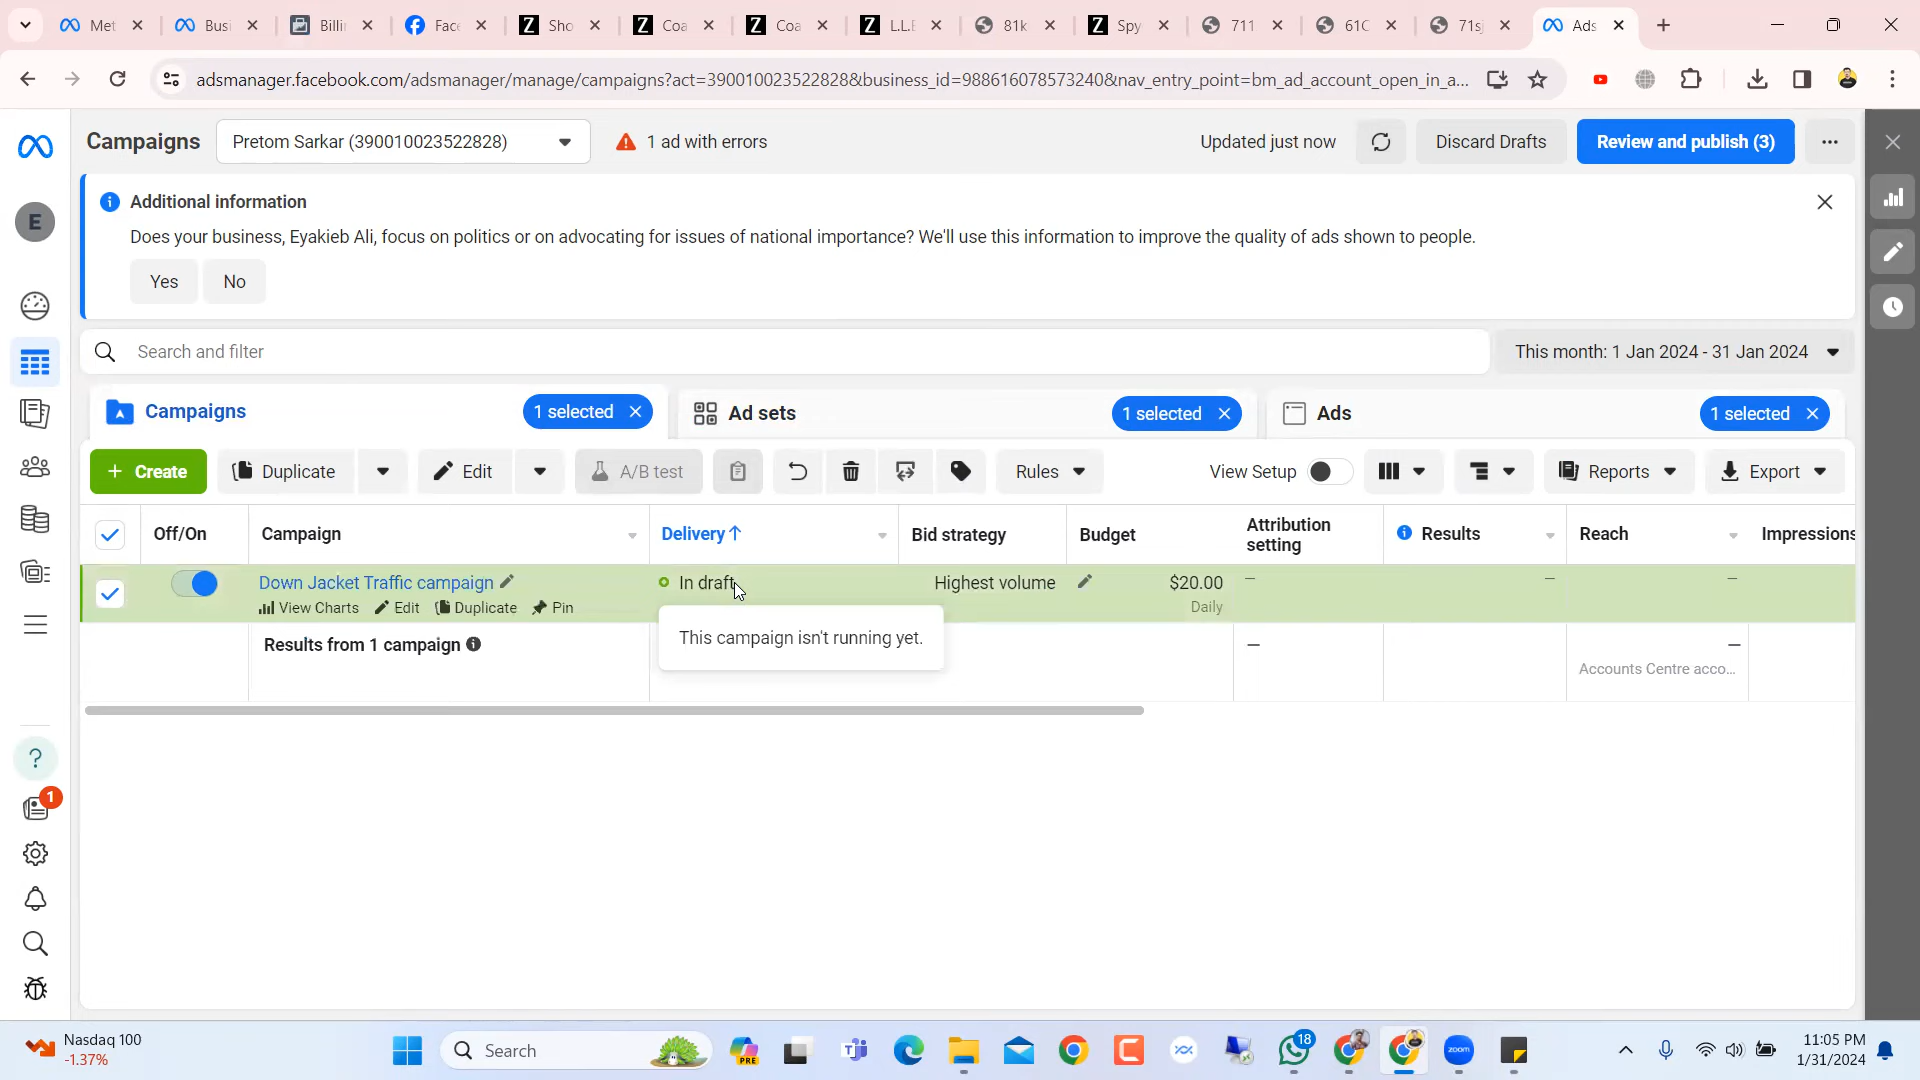 Met
Busi
Billi
Face
Sho
Coa
Coa
L.L.E
81k
Spy
711
61C
71sj
Ads
adsmanager.facebook.com/adsmanager/manage/campaigns?act=390010023522828&business_id=988616078573240&nav_entry_point=bm_ad_account_open_in_a...
Campaigns
Pretom Sarkar (390010023522828)
1 ad with errors
Updated just now
Discard Drafts
Review and publish (3)
E
Additional information
Does your business, Eyakieb Ali, focus on politics or on advocating for issues of national importance? We'll use this information to improve the quality of ads shown to people.
Yes
No
Search and filter
This month: 1 Jan 2024 - 31 Jan 2024
Campaigns
1 selected
Ad sets
1 selected
Ads
1 selected
+ Create
Duplicate
Edit
A/B test
Rules
View Setup
Reports
Export
Off/On
Campaign
Delivery ↑
Bid strategy
Budget
Attribution
setting
Results
Reach
Impressions
Down Jacket Traffic campaign
In draft
Highest volume
$20.00
—
—
—
View Charts
Edit
Duplicate
Pin
Daily
This campaign isn't running yet.
Results from 1 campaign
—
—
Accounts Centre acco...
?
1
Nasdaq 100
-1.37%
Search
PRE
18
zoom
11:05 PM
1/31/2024